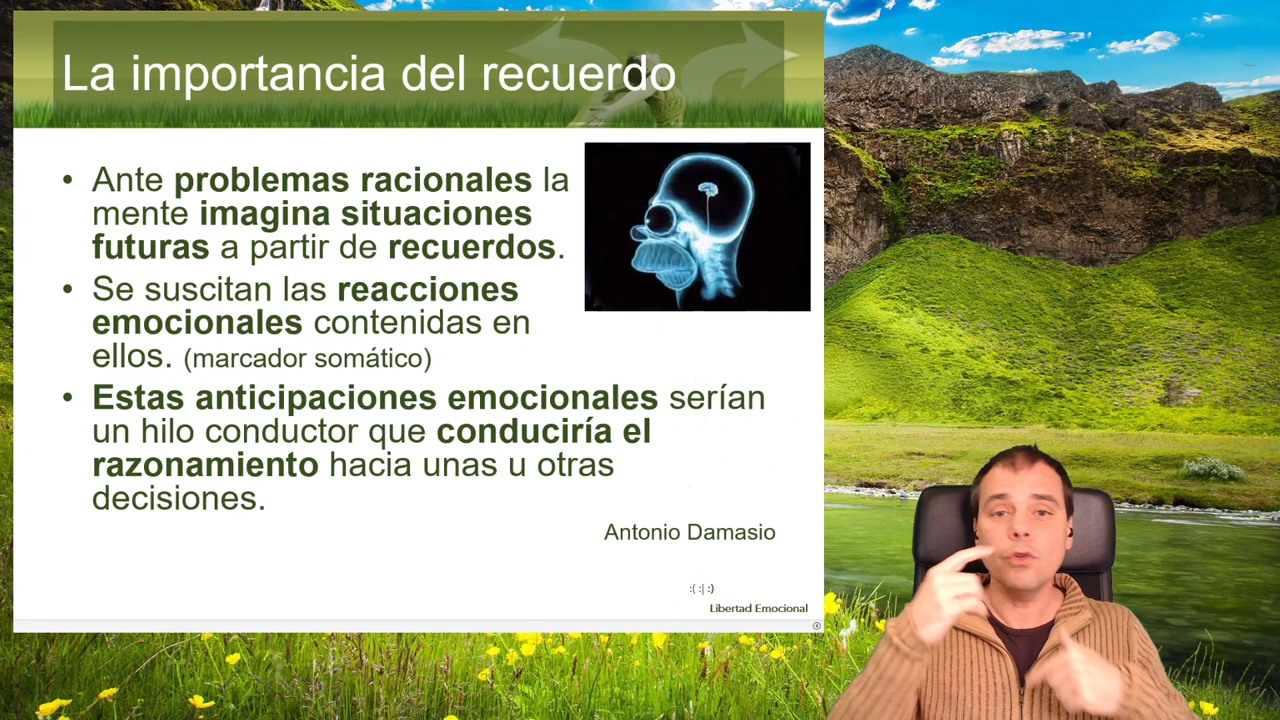 La importancia del recuerdo
• Ante problemas racionales la
mente imagina situaciones
futuras a partir de recuerdos.
• Se suscitan las reacciones
emocionales contenidas en
ellos. (marcador somático)
• Estas anticipaciones emocionales serían
un hilo conductor que conduciría el
razonamiento hacia unas u otras
decisiones.
Antonio Damasio
:( :| :)
Libertad Emocional